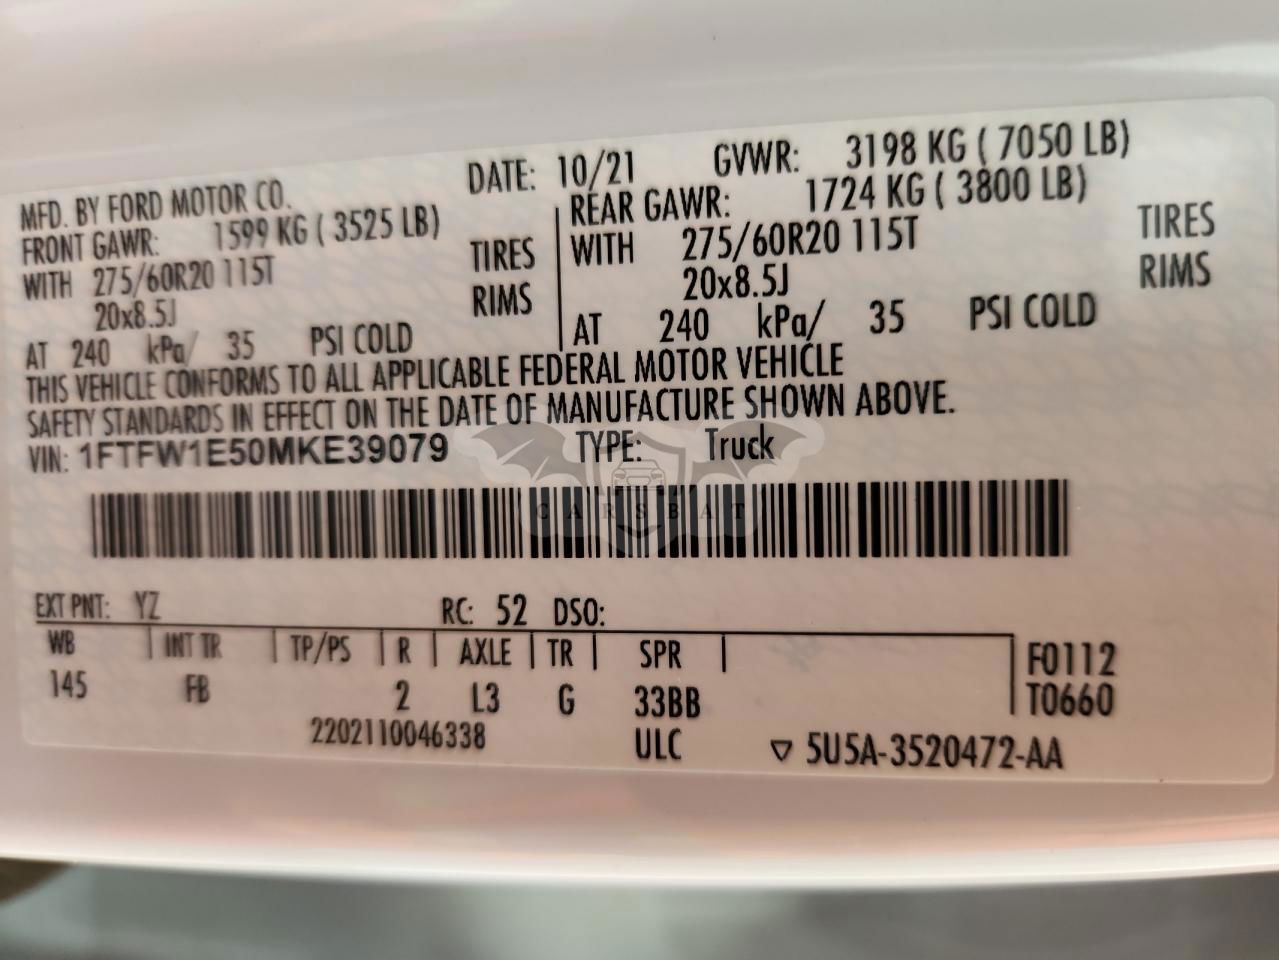 MFD. BY FORD MOTOR CO. DATE: 10/21 GVWR: 3198 KG ( 7050 LB)
FRONT GAWR: 1599 KG ( 3525 LB) REAR GAWR: 1724 KG ( 3800 LB)
WITH 275/60R20 115T TIRES WITH 275/60R20 115T TIRES
20x8.5J RIMS 20x8.5J RIMS
AT 240 kPa/ 35 PSI COLD AT 240 kPa/ 35 PSI COLD
THIS VEHICLE CONFORMS TO ALL APPLICABLE FEDERAL MOTOR VEHICLE
SAFETY STANDARDS IN EFFECT ON THE DATE OF MANUFACTURE SHOWN ABOVE.
VIN: 1FTFW1E50MKE39079 TYPE: Truck
CARSBAT
EXT PNT: YZ RC: 52 DSO:
WB INT TR TP/PS R AXLE TR SPR F0112
145 FB 2 L3 G 33BB T0660
2202110046338 ULC ▽ 5U5A-3520472-AA